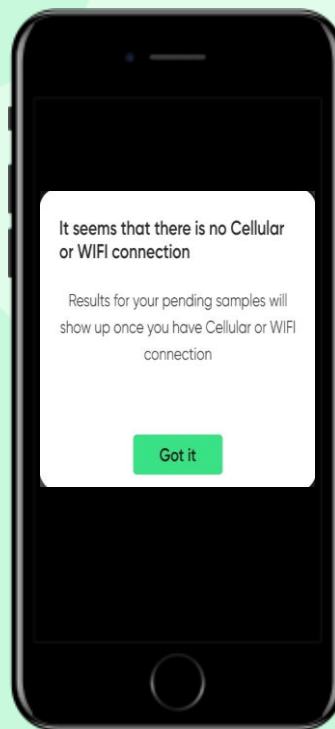 It seems that there is no Cellular
or WIFI connection
Results for your pending samples will
show up once you have Cellular or WIFI
connection
Got it